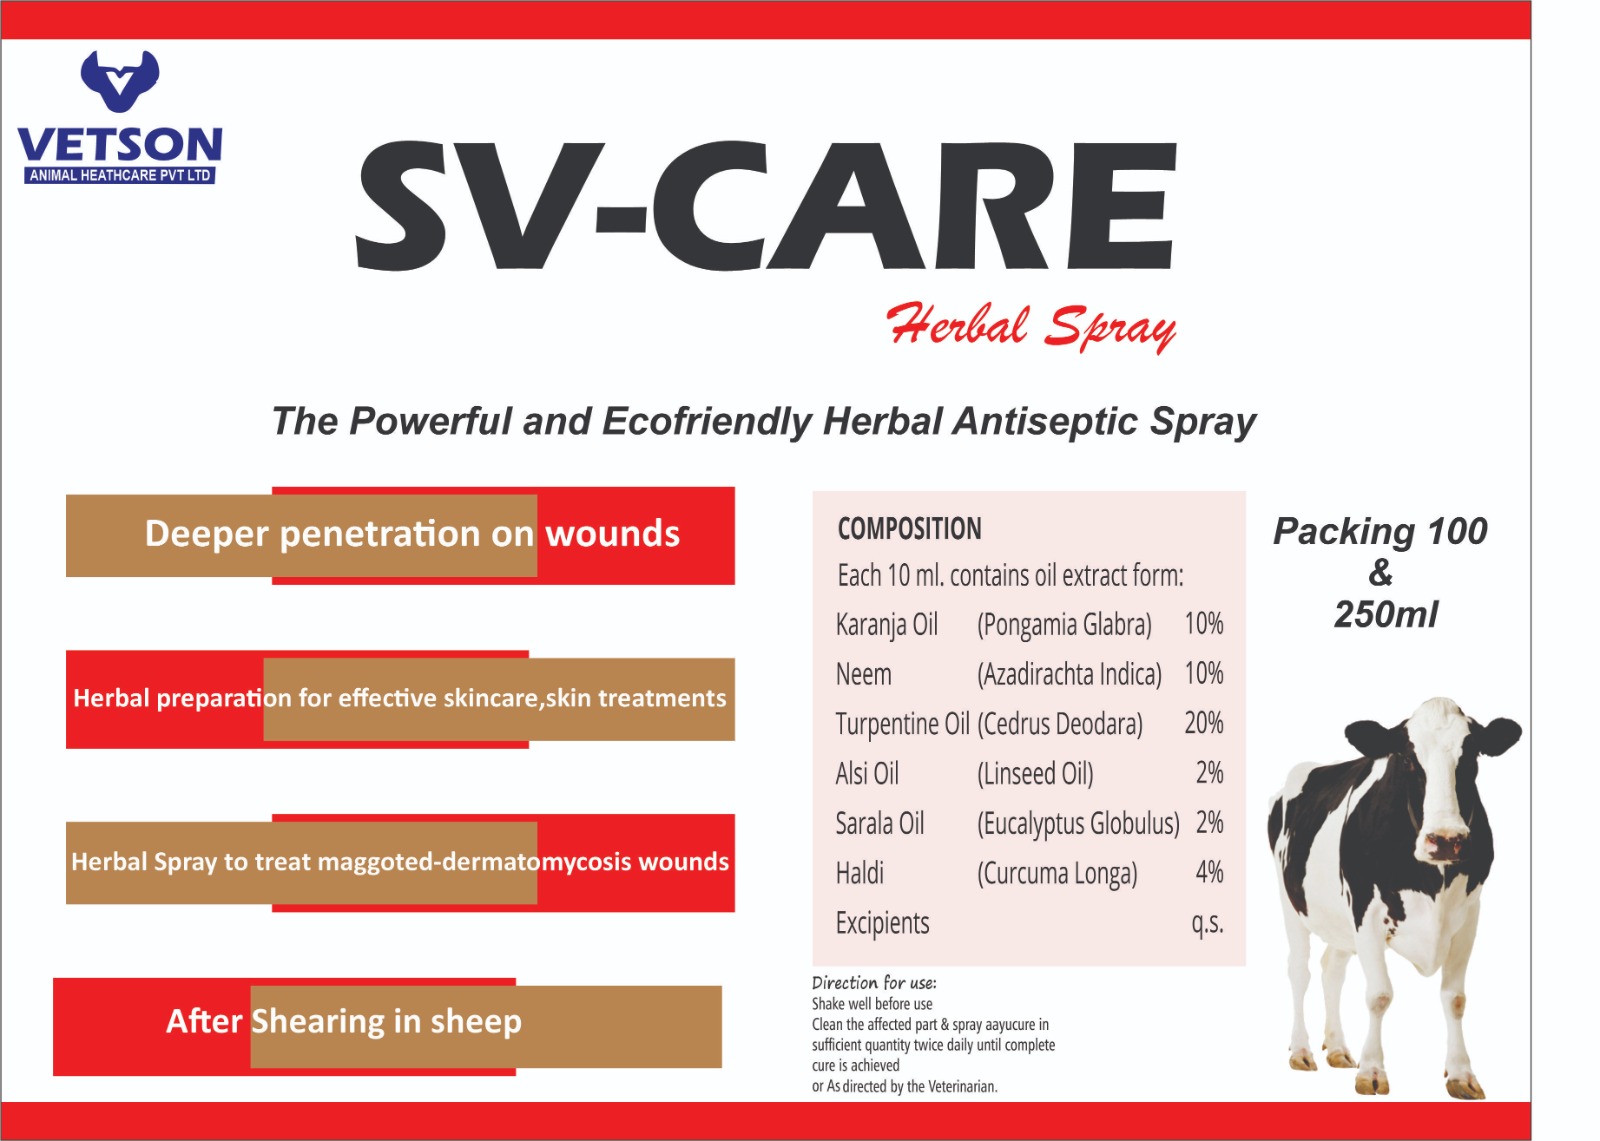 VETSON
ANIMAL HEATHCARE PVT LTD
SV-CARE
Herbal Spray
The Powerful and Ecofriendly Herbal Antiseptic Spray
Deeper penetration on wounds
Herbal preparation for effective skincare,skin treatments
Herbal Spray to treat maggoted-dermatomycosis wounds
After Shearing in sheep
COMPOSITION
Each 10 ml. contains oil extract form:
Karanja Oil (Pongamia Glabra) 10%
Neem (Azadirachta Indica) 10%
Turpentine Oil (Cedrus Deodara) 20%
Alsi Oil (Linseed Oil) 2%
Sarala Oil (Eucalyptus Globulus) 2%
Haldi (Curcuma Longa) 4%
Excipients q.s.
Direction for use:
Shake well before use
Clean the affected part & spray aayucure in
sufficient quantity twice daily until complete
cure is achieved
or As directed by the Veterinarian.
Packing 100
&
250ml